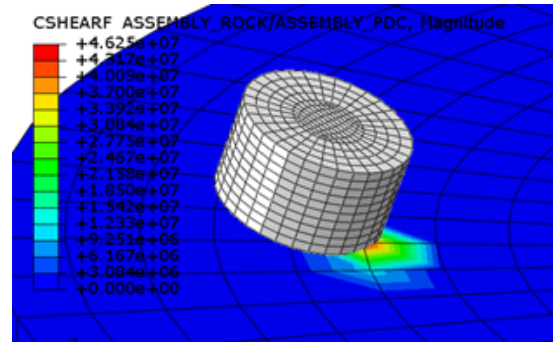 CSHEARF ASSEMBLY_ROCK/ASSEMBLY_PDC, Magnitude
+4.625e+07
+4.317e+07
+4.009e+07
+3.700e+07
+3.392e+07
+3.084e+07
+2.775e+07
+2.467e+07
+2.158e+07
+1.850e+07
+1.542e+07
+1.233e+07
+9.251e+06
+6.167e+06
+3.084e+06
+0.000e+00